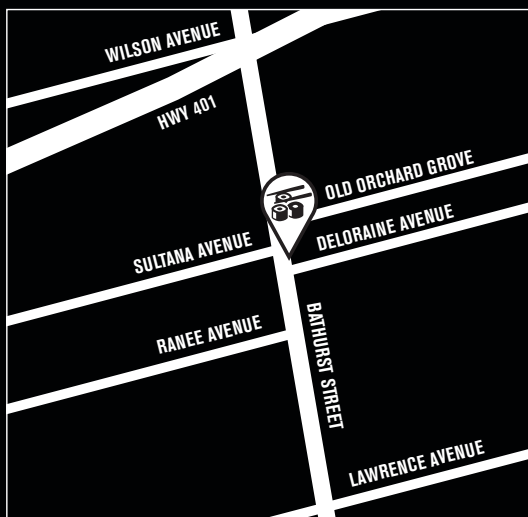 WILSON AVENUE
HWY 401
OLD ORCHARD GROVE
DELORAINE AVENUE
SULTANA AVENUE
RANEE AVENUE
BATHURST STREET
LAWRENCE AVENUE